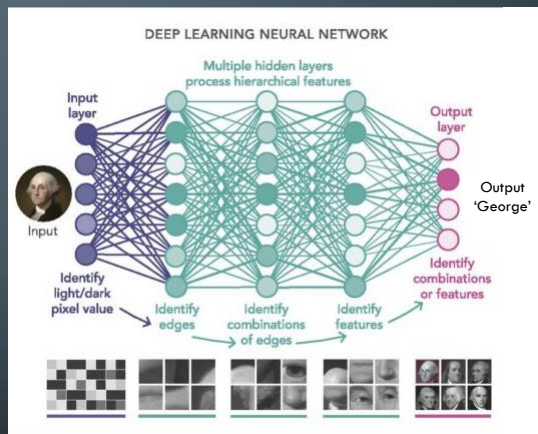 DEEP LEARNING NEURAL NETWORK
Multiple hidden layers
process hierarchical features
Input
layer
Output
layer
Input
Output
'George'
Identify
light/dark
pixel value
Identify
edges
Identify
combinations
of edges
Identify
features
Identify
combinations
or features